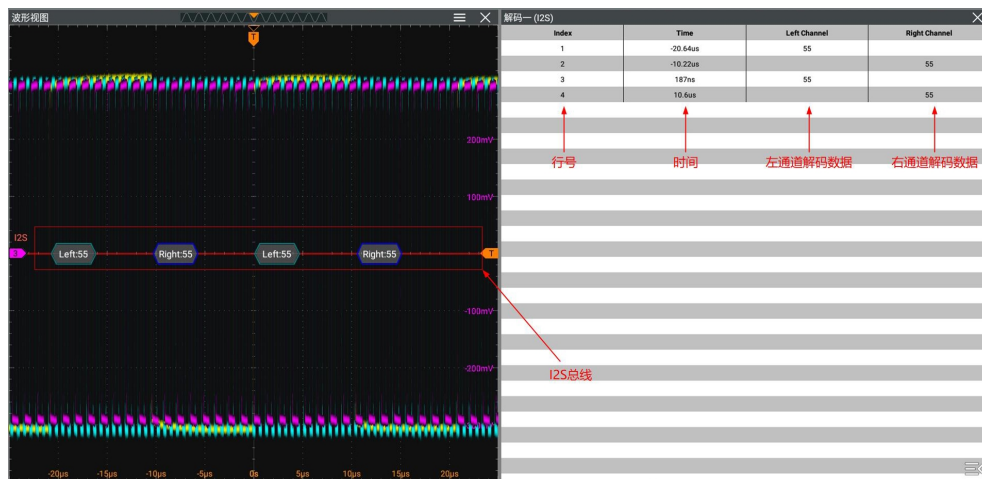 波形视图
T
200mV
100mV
I2S
3
Left:55
Right:55
Left:55
Right:55
T
-100mV
-200mV
-20μs
-15μs
-10μs
-5μs
0s
5μs
10μs
15μs
20μs
解码一 (I2S)
Index Time Left Channel Right Channel
1 -20.64us 55
2 -10.22us 55
3 187ns 55
4 10.6us 55
行号 时间 左通道解码数据 右通道解码数据
I2S总线